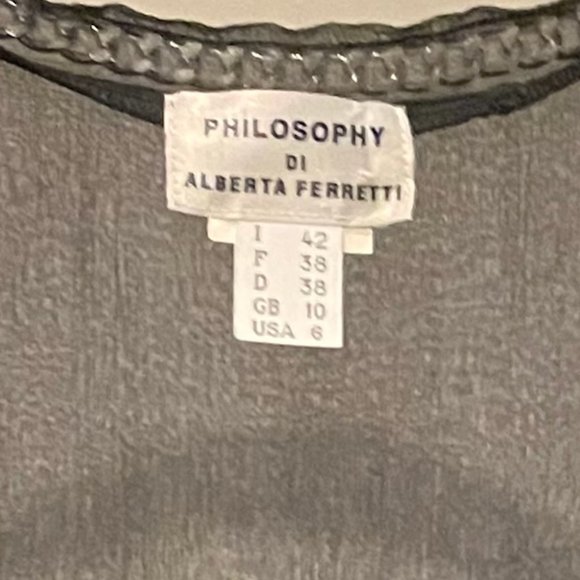 PHILOSOPHY
DI
ALBERTA FERRETTI
I 42
F 38
D 38
GB 10
USA 6